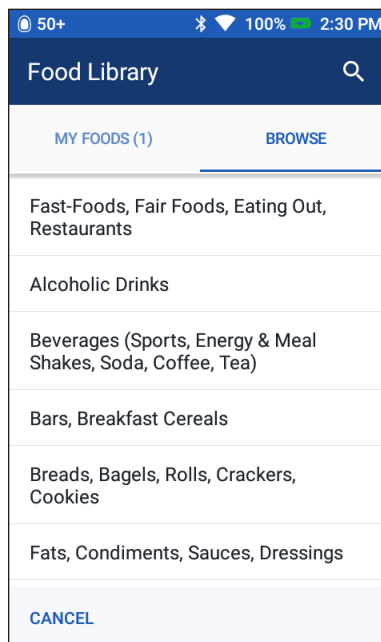 50+ 100% 2:30 PM
Food Library
MY FOODS (1) BROWSE
Fast-Foods, Fair Foods, Eating Out,
Restaurants
Alcoholic Drinks
Beverages (Sports, Energy & Meal
Shakes, Soda, Coffee, Tea)
Bars, Breakfast Cereals
Breads, Bagels, Rolls, Crackers,
Cookies
Fats, Condiments, Sauces, Dressings
CANCEL